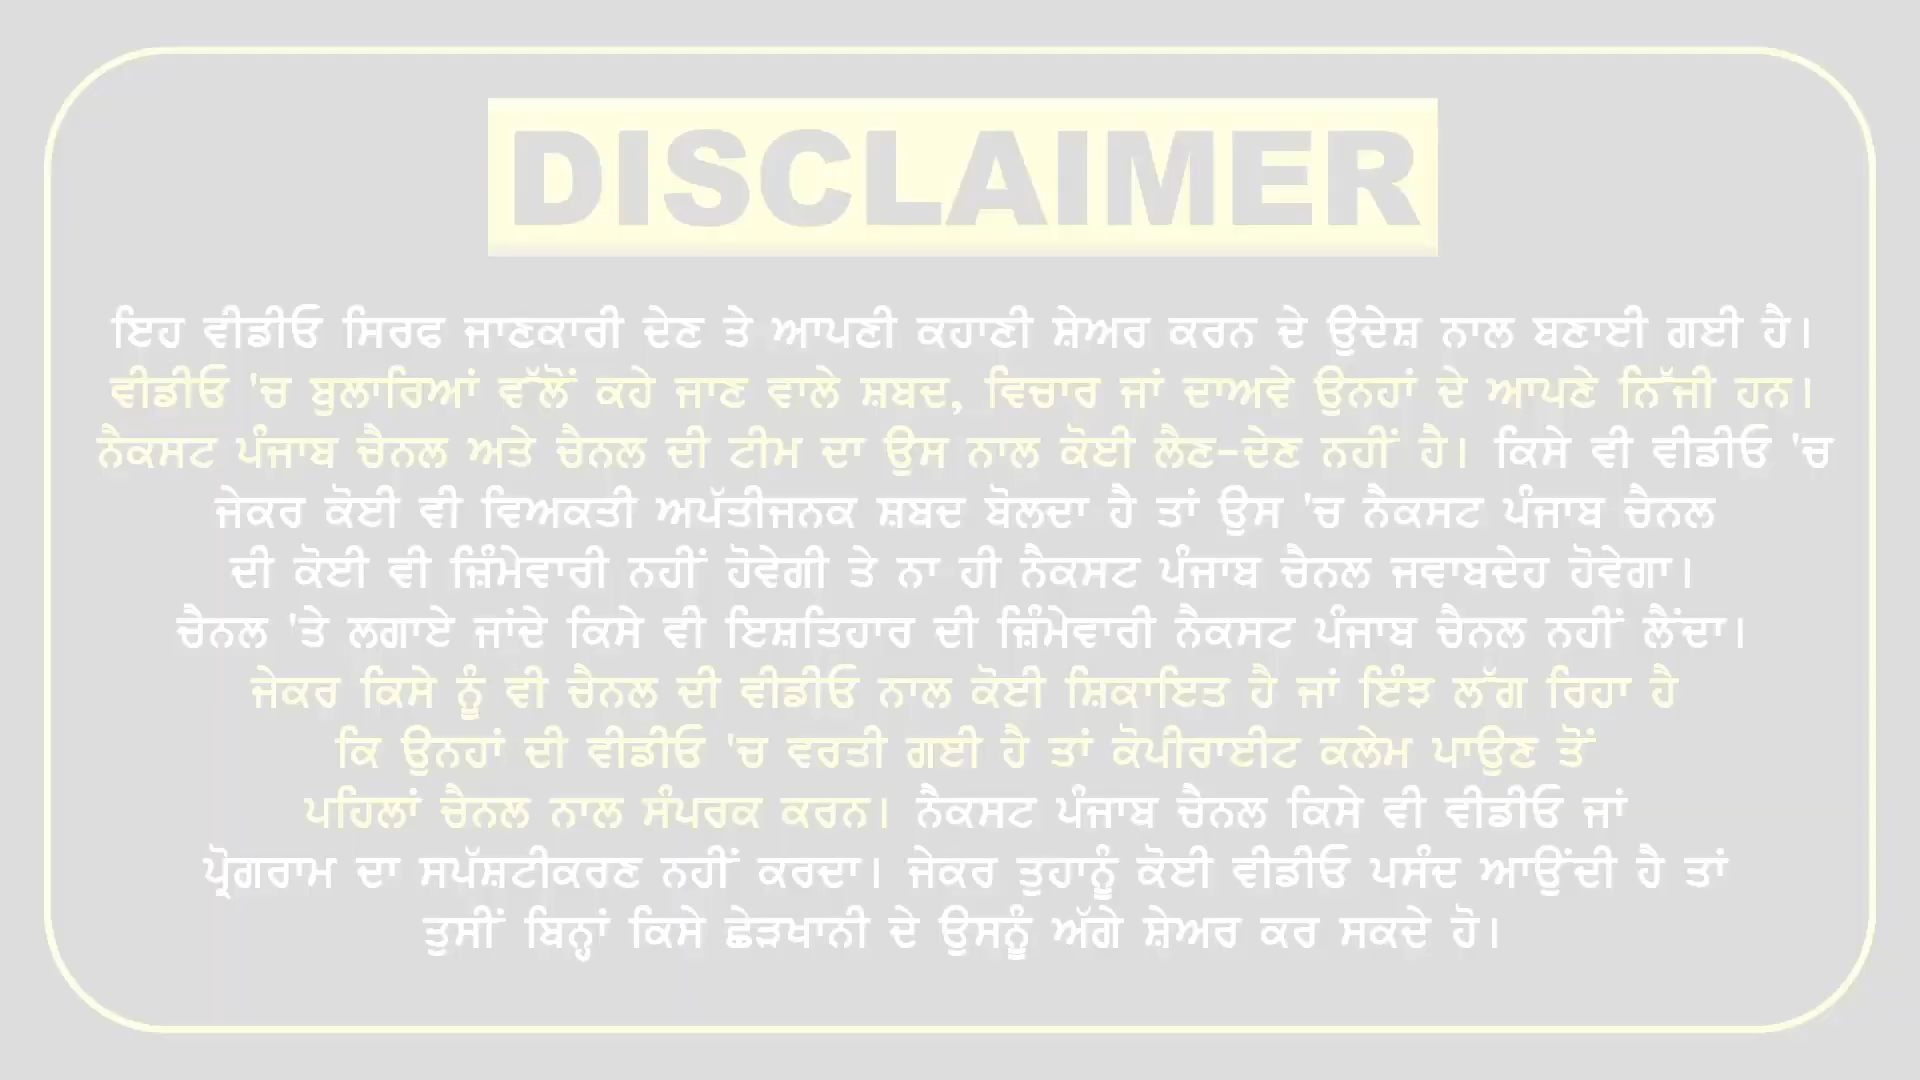 DISCLAIMER
ਇਹ ਵੀਡੀਓ ਸਿਰਫ ਜਾਣਕਾਰੀ ਦੇਣ ਤੇ ਆਪਣੀ ਕਹਾਣੀ ਸ਼ੇਅਰ ਕਰਨ ਦੇ ਉਦੇਸ਼ ਨਾਲ ਬਣਾਈ ਗਈ ਹੈ।
ਵੀਡੀਓ 'ਚ ਬੁਲਾਰਿਆਂ ਵੱਲੋਂ ਕਹੇ ਜਾਣ ਵਾਲੇ ਸ਼ਬਦ, ਵਿਚਾਰ ਜਾਂ ਦਾਅਵੇ ਉਨਹਾਂ ਦੇ ਆਪਣੇ ਨਿੱਜੀ ਹਨ।
ਨੈਕਸਟ ਪੰਜਾਬ ਚੈਨਲ ਅਤੇ ਚੈਨਲ ਦੀ ਟੀਮ ਦਾ ਉਸ ਨਾਲ ਕੋਈ ਲੈਣ-ਦੇਣ ਨਹੀਂ ਹੈ। ਕਿਸੇ ਵੀ ਵੀਡੀਓ 'ਚ
ਜੇਕਰ ਕੋਈ ਵੀ ਵਿਅਕਤੀ ਅਪੱਤੀਜਨਕ ਸ਼ਬਦ ਬੋਲਦਾ ਹੈ ਤਾਂ ਉਸ 'ਚ ਨੈਕਸਟ ਪੰਜਾਬ ਚੈਨਲ
ਦੀ ਕੋਈ ਵੀ ਜ਼ਿੰਮੇਵਾਰੀ ਨਹੀਂ ਹੋਵੇਗੀ ਤੇ ਨਾ ਹੀ ਨੈਕਸਟ ਪੰਜਾਬ ਚੈਨਲ ਜਵਾਬਦੇਹ ਹੋਵੇਗਾ।
ਚੈਨਲ 'ਤੇ ਲਗਾਏ ਜਾਂਦੇ ਕਿਸੇ ਵੀ ਇਸ਼ਤਿਹਾਰ ਦੀ ਜ਼ਿੰਮੇਵਾਰੀ ਨੈਕਸਟ ਪੰਜਾਬ ਚੈਨਲ ਨਹੀਂ ਲੈਂਦਾ।
ਜੇਕਰ ਕਿਸੇ ਨੂੰ ਵੀ ਚੈਨਲ ਦੀ ਵੀਡੀਓ ਨਾਲ ਕੋਈ ਸ਼ਿਕਾਇਤ ਹੈ ਜਾਂ ਇੰਝ ਲੱਗ ਰਿਹਾ ਹੈ
ਕਿ ਉਨਹਾਂ ਦੀ ਵੀਡੀਓ 'ਚ ਵਰਤੀ ਗਈ ਹੈ ਤਾਂ ਕੋਪੀਰਾਈਟ ਕਲੇਮ ਪਾਉਣ ਤੋਂ
ਪਹਿਲਾਂ ਚੈਨਲ ਨਾਲ ਸੰਪਰਕ ਕਰਨ। ਨੈਕਸਟ ਪੰਜਾਬ ਚੈਨਲ ਕਿਸੇ ਵੀ ਵੀਡੀਓ ਜਾਂ
ਪ੍ਰੋਗਰਾਮ ਦਾ ਸਪੱਸ਼ਟੀਕਰਣ ਨਹੀਂ ਕਰਦਾ। ਜੇਕਰ ਤੁਹਾਨੂੰ ਕੋਈ ਵੀਡੀਓ ਪਸੰਦ ਆਉਂਦੀ ਹੈ ਤਾਂ
ਤੁਸੀਂ ਬਿਨ੍ਹਾਂ ਕਿਸੇ ਛੇੜਖਾਨੀ ਦੇ ਉਸਨੂੰ ਅੱਗੇ ਸ਼ੇਅਰ ਕਰ ਸਕਦੇ ਹੋ।